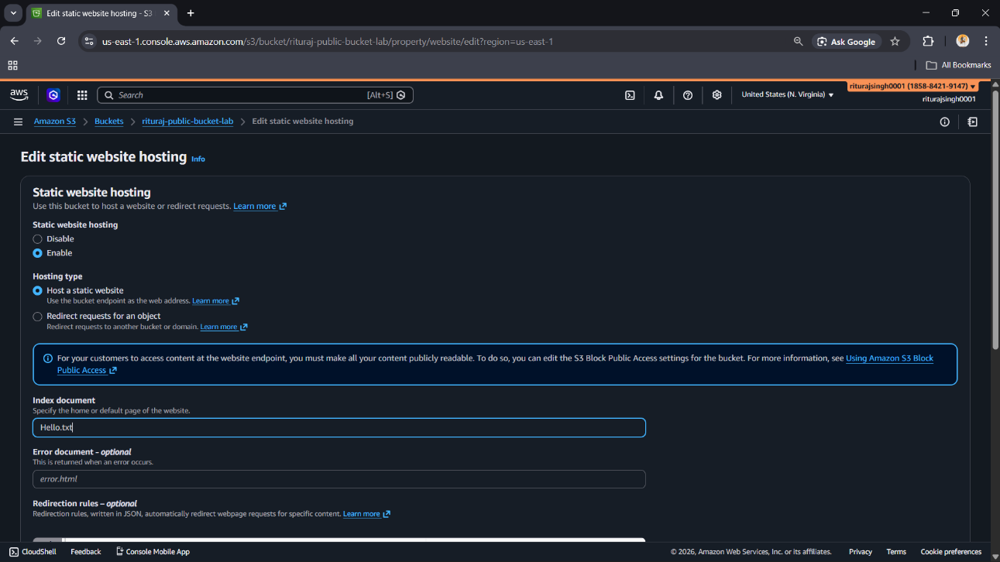 Edit static website hosting - S3
us-east-1.console.aws.amazon.com/s3/bucket/rituraj-public-bucket-lab/property/website/edit?region=us-east-1
Ask Google
All Bookmarks
aws
Search
[Alt+S]
United States (N. Virginia)
riturajsingh0001 (1858-8421-9147)
riturajsingh0001
Amazon S3 > Buckets > rituraj-public-bucket-lab > Edit static website hosting
Edit static website hosting Info
Static website hosting
Use this bucket to host a website or redirect requests. Learn more
Static website hosting
Disable
Enable
Hosting type
Host a static website
Use the bucket endpoint as the web address. Learn more
Redirect requests for an object
Redirect requests to another bucket or domain. Learn more
For your customers to access content at the website endpoint, you must make all your content publicly readable. To do so, you can edit the S3 Block Public Access settings for the bucket. For more information, see Using Amazon S3 Block
Public Access
Index document
Specify the home or default page of the website.
Hello.txt
Error document – optional
This is returned when an error occurs.
error.html
Redirection rules – optional
Redirection rules, written in JSON, automatically redirect webpage requests for specific content. Learn more
CloudShell Feedback Console Mobile App © 2026, Amazon Web Services, Inc. or its affiliates. Privacy Terms Cookie preferences